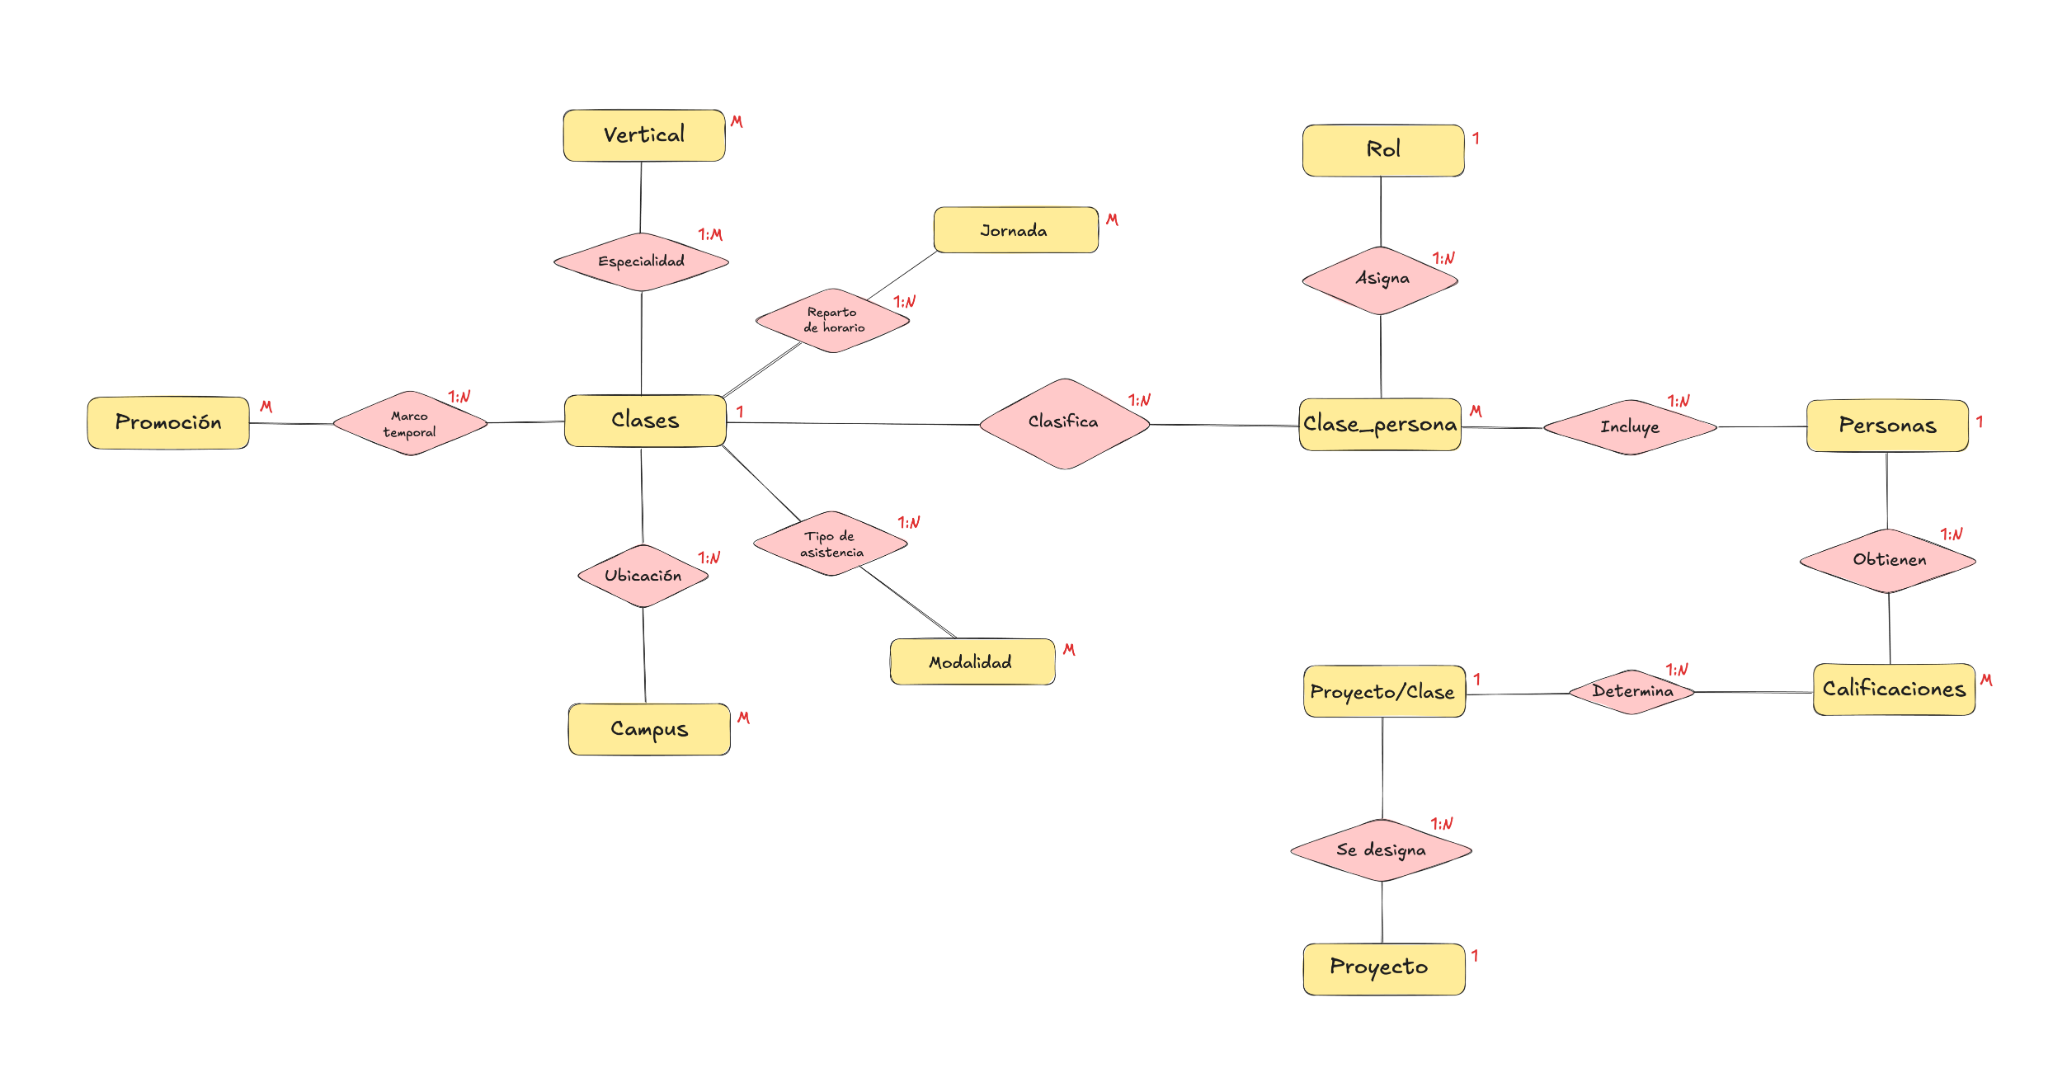 Vertical
M
Rol
1
Jornada
M
1:M
Especialidad
1:N
Asigna
Reparto
de horario
1:N
Promoción
M
1:N
Marco
temporal
Clases
1
1:N
Clasifica
Clase_persona
M
1:N
Incluye
Personas
1
Tipo de
asistencia
1:N
Ubicación
1:N
1:N
Obtienen
Modalidad
M
Proyecto/Clase
1
1:N
Determina
Calificaciones
M
Campus
M
1:N
Se designa
Proyecto
1